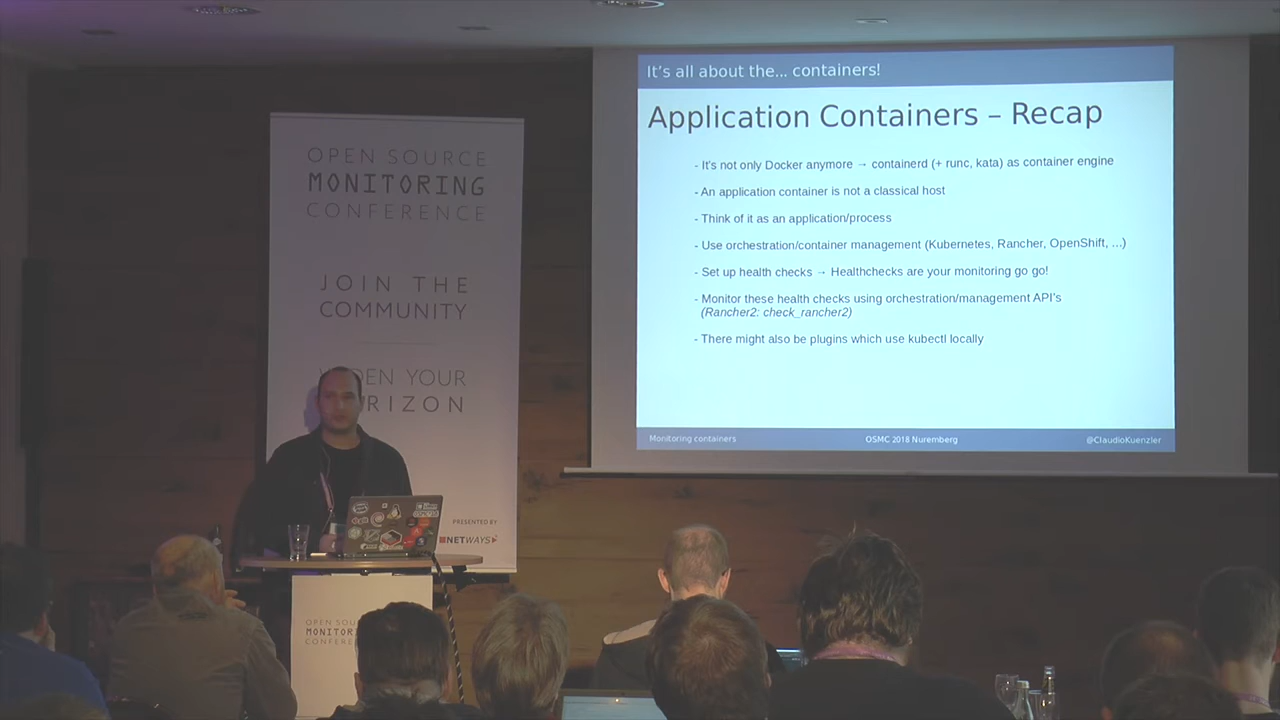 OPEN SOURCE
MONITORING
CONFERENCE
JOIN THE
COMMUNITY
YOUR
PRESENTED BY
NETWAYS
OPEN
MONITOR
CONFERENCE
It's all about the... containers!
Application Containers – Recap
- It's not only Docker anymore → containerd (+ runc, kata) as container engine
- An application container is not a classical host
- Think of it as an application/process
- Use orchestration/container management (Kubernetes, Rancher, OpenShift, ...)
- Set up health checks → Healthchecks are your monitoring go go!
- Monitor these health checks using orchestration/management API's
(Rancher2: check_rancher2)
- There might also be plugins which use kubectl locally
Monitoring containers
OSMC 2018 Nuremberg
@ClaudioKuenzler